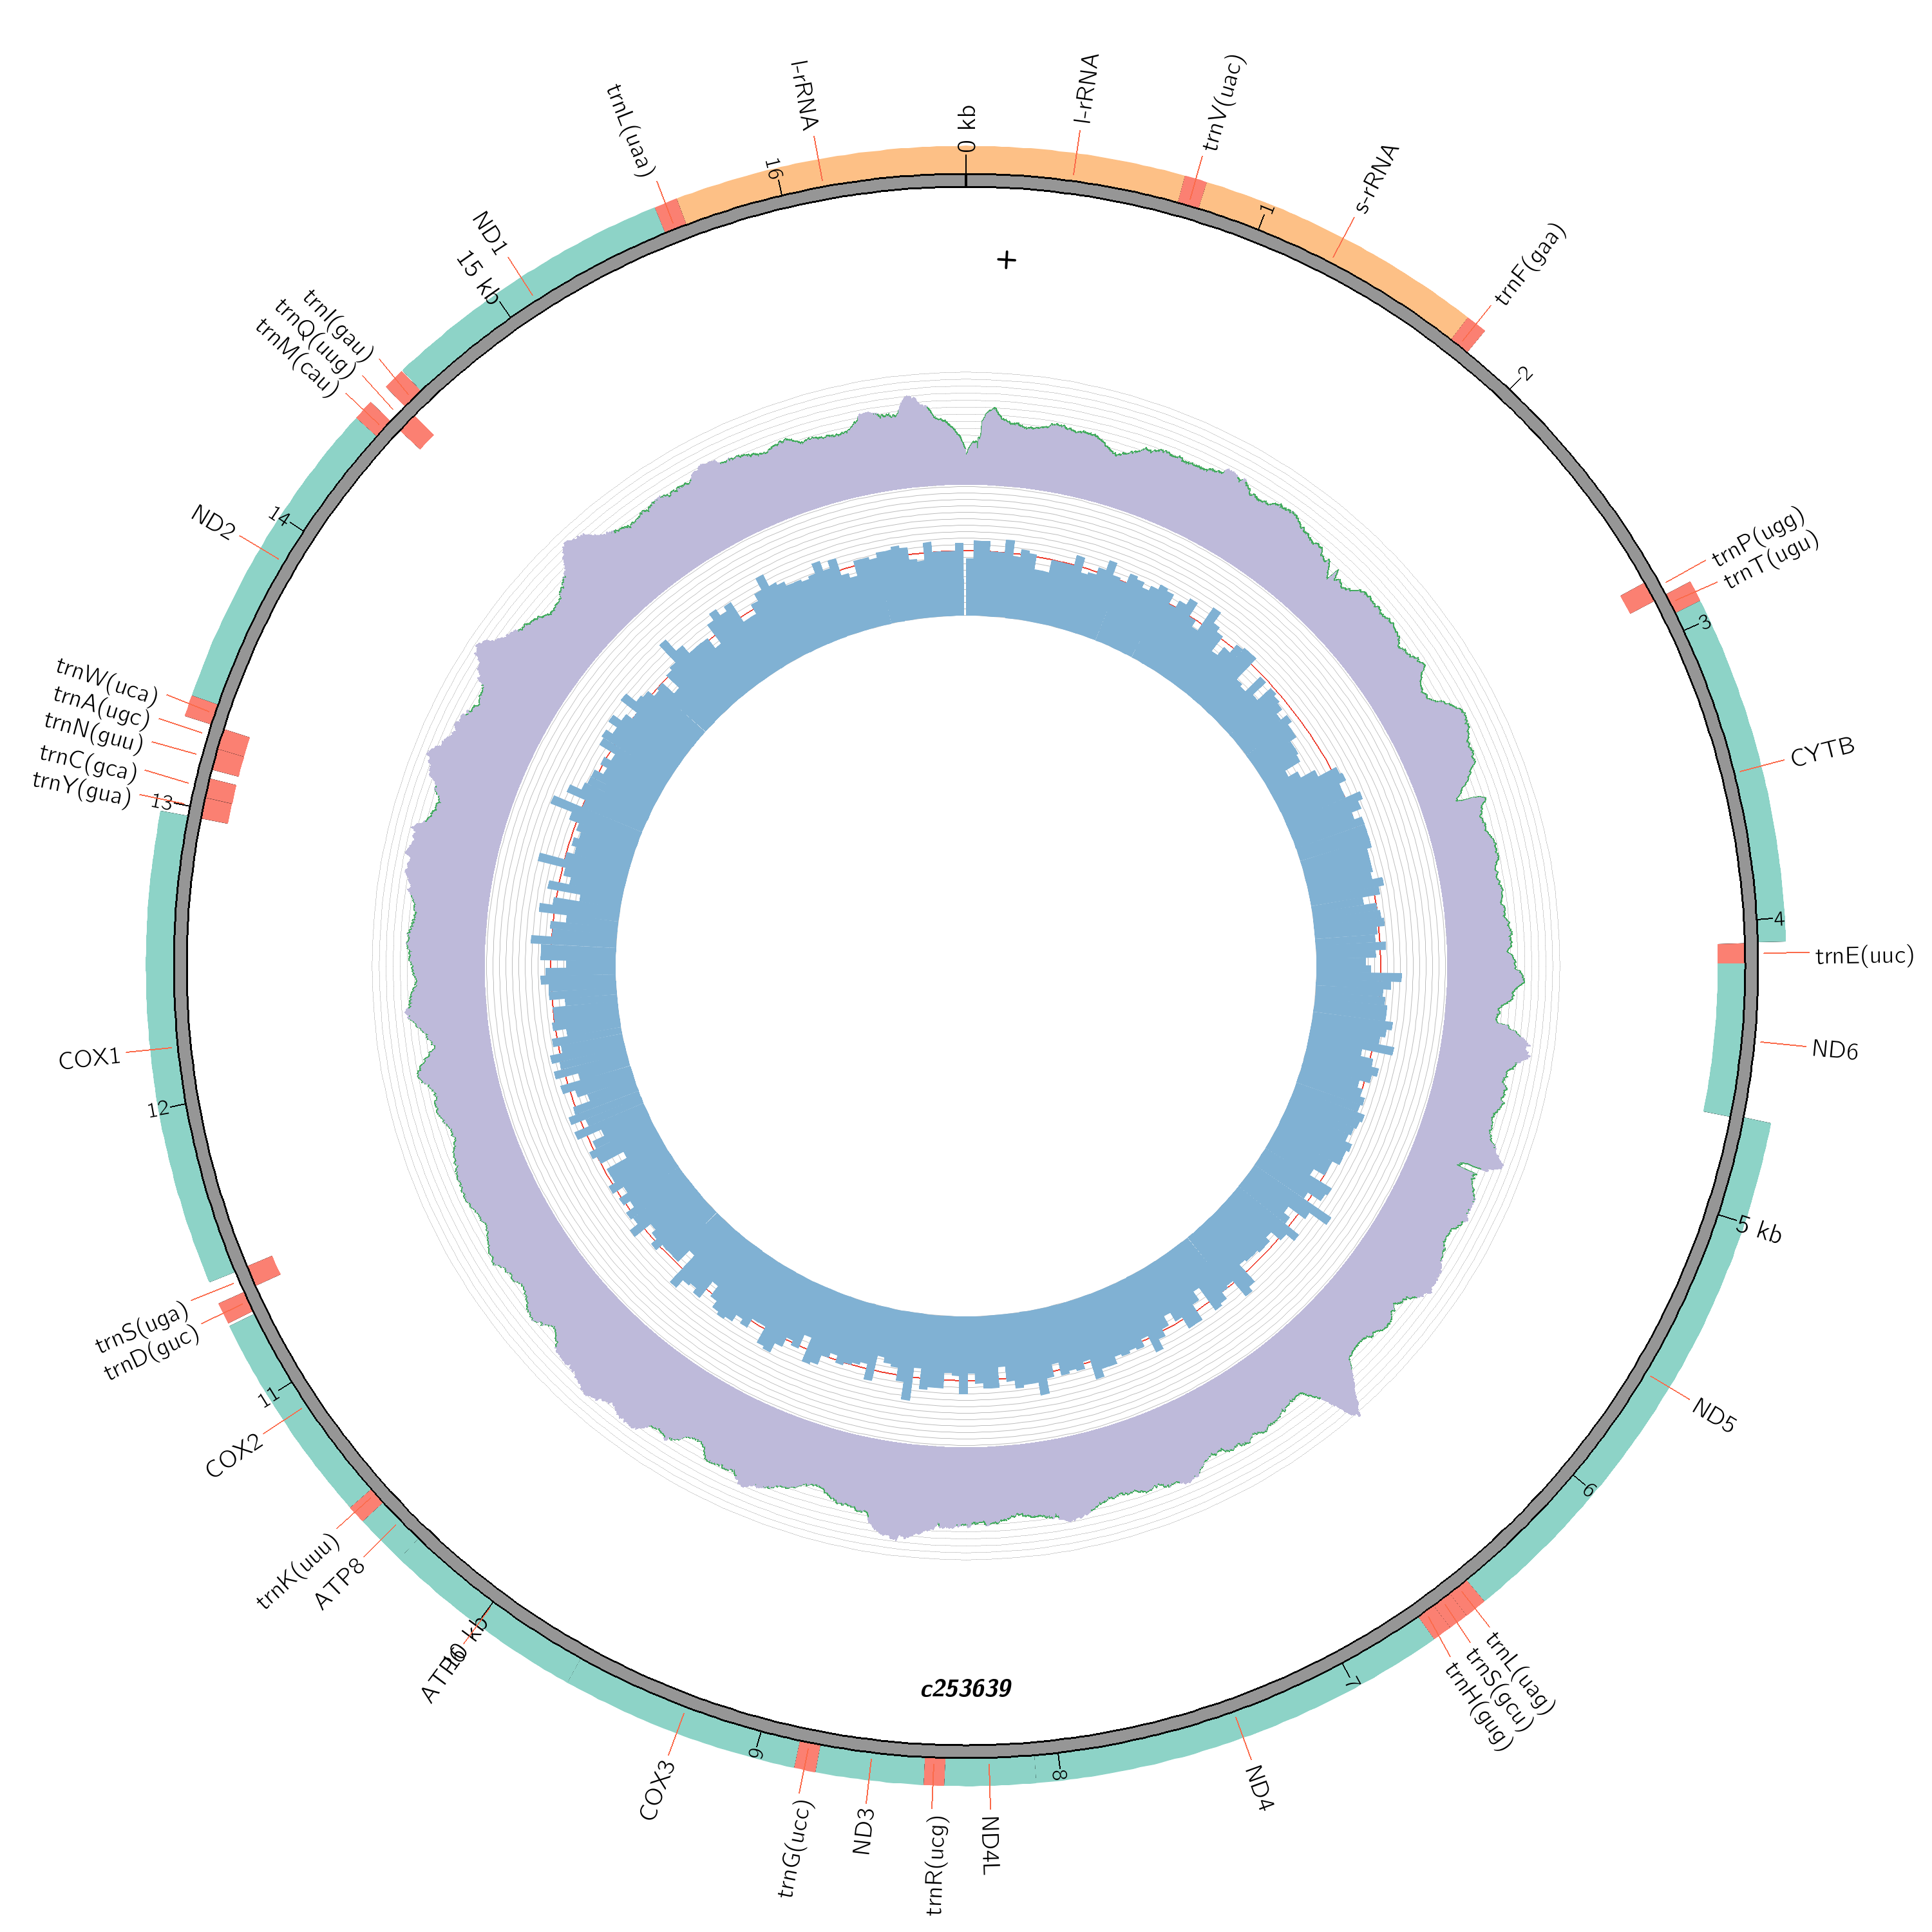 0 kb
l-rRNA
trnV(uac)
1
s-rRNA
trnF(gaa)
2
trnP(ugg)
trnT(ugu)
3
CYTB
4
trnE(uuc)
ND6
5 kb
ND5
6
trnL(uag)
trnS(gcu)
trnH(gug)
7
ND4
8
ND4L
trnR(ucg)
ND3
trnG(ucc)
9
COX3
10 kb
ATP6
ATP8
trnK(uuu)
COX2
11
trnD(guc)
trnS(uga)
12
COX1
13
trnY(gua)
trnC(gca)
trnN(guu)
trnA(ugc)
trnW(uca)
ND2
14
trnM(cau)
trnQ(uug)
trnI(gau)
15 kb
ND1
trnL(uaa)
16
l-rRNA
+
c253639